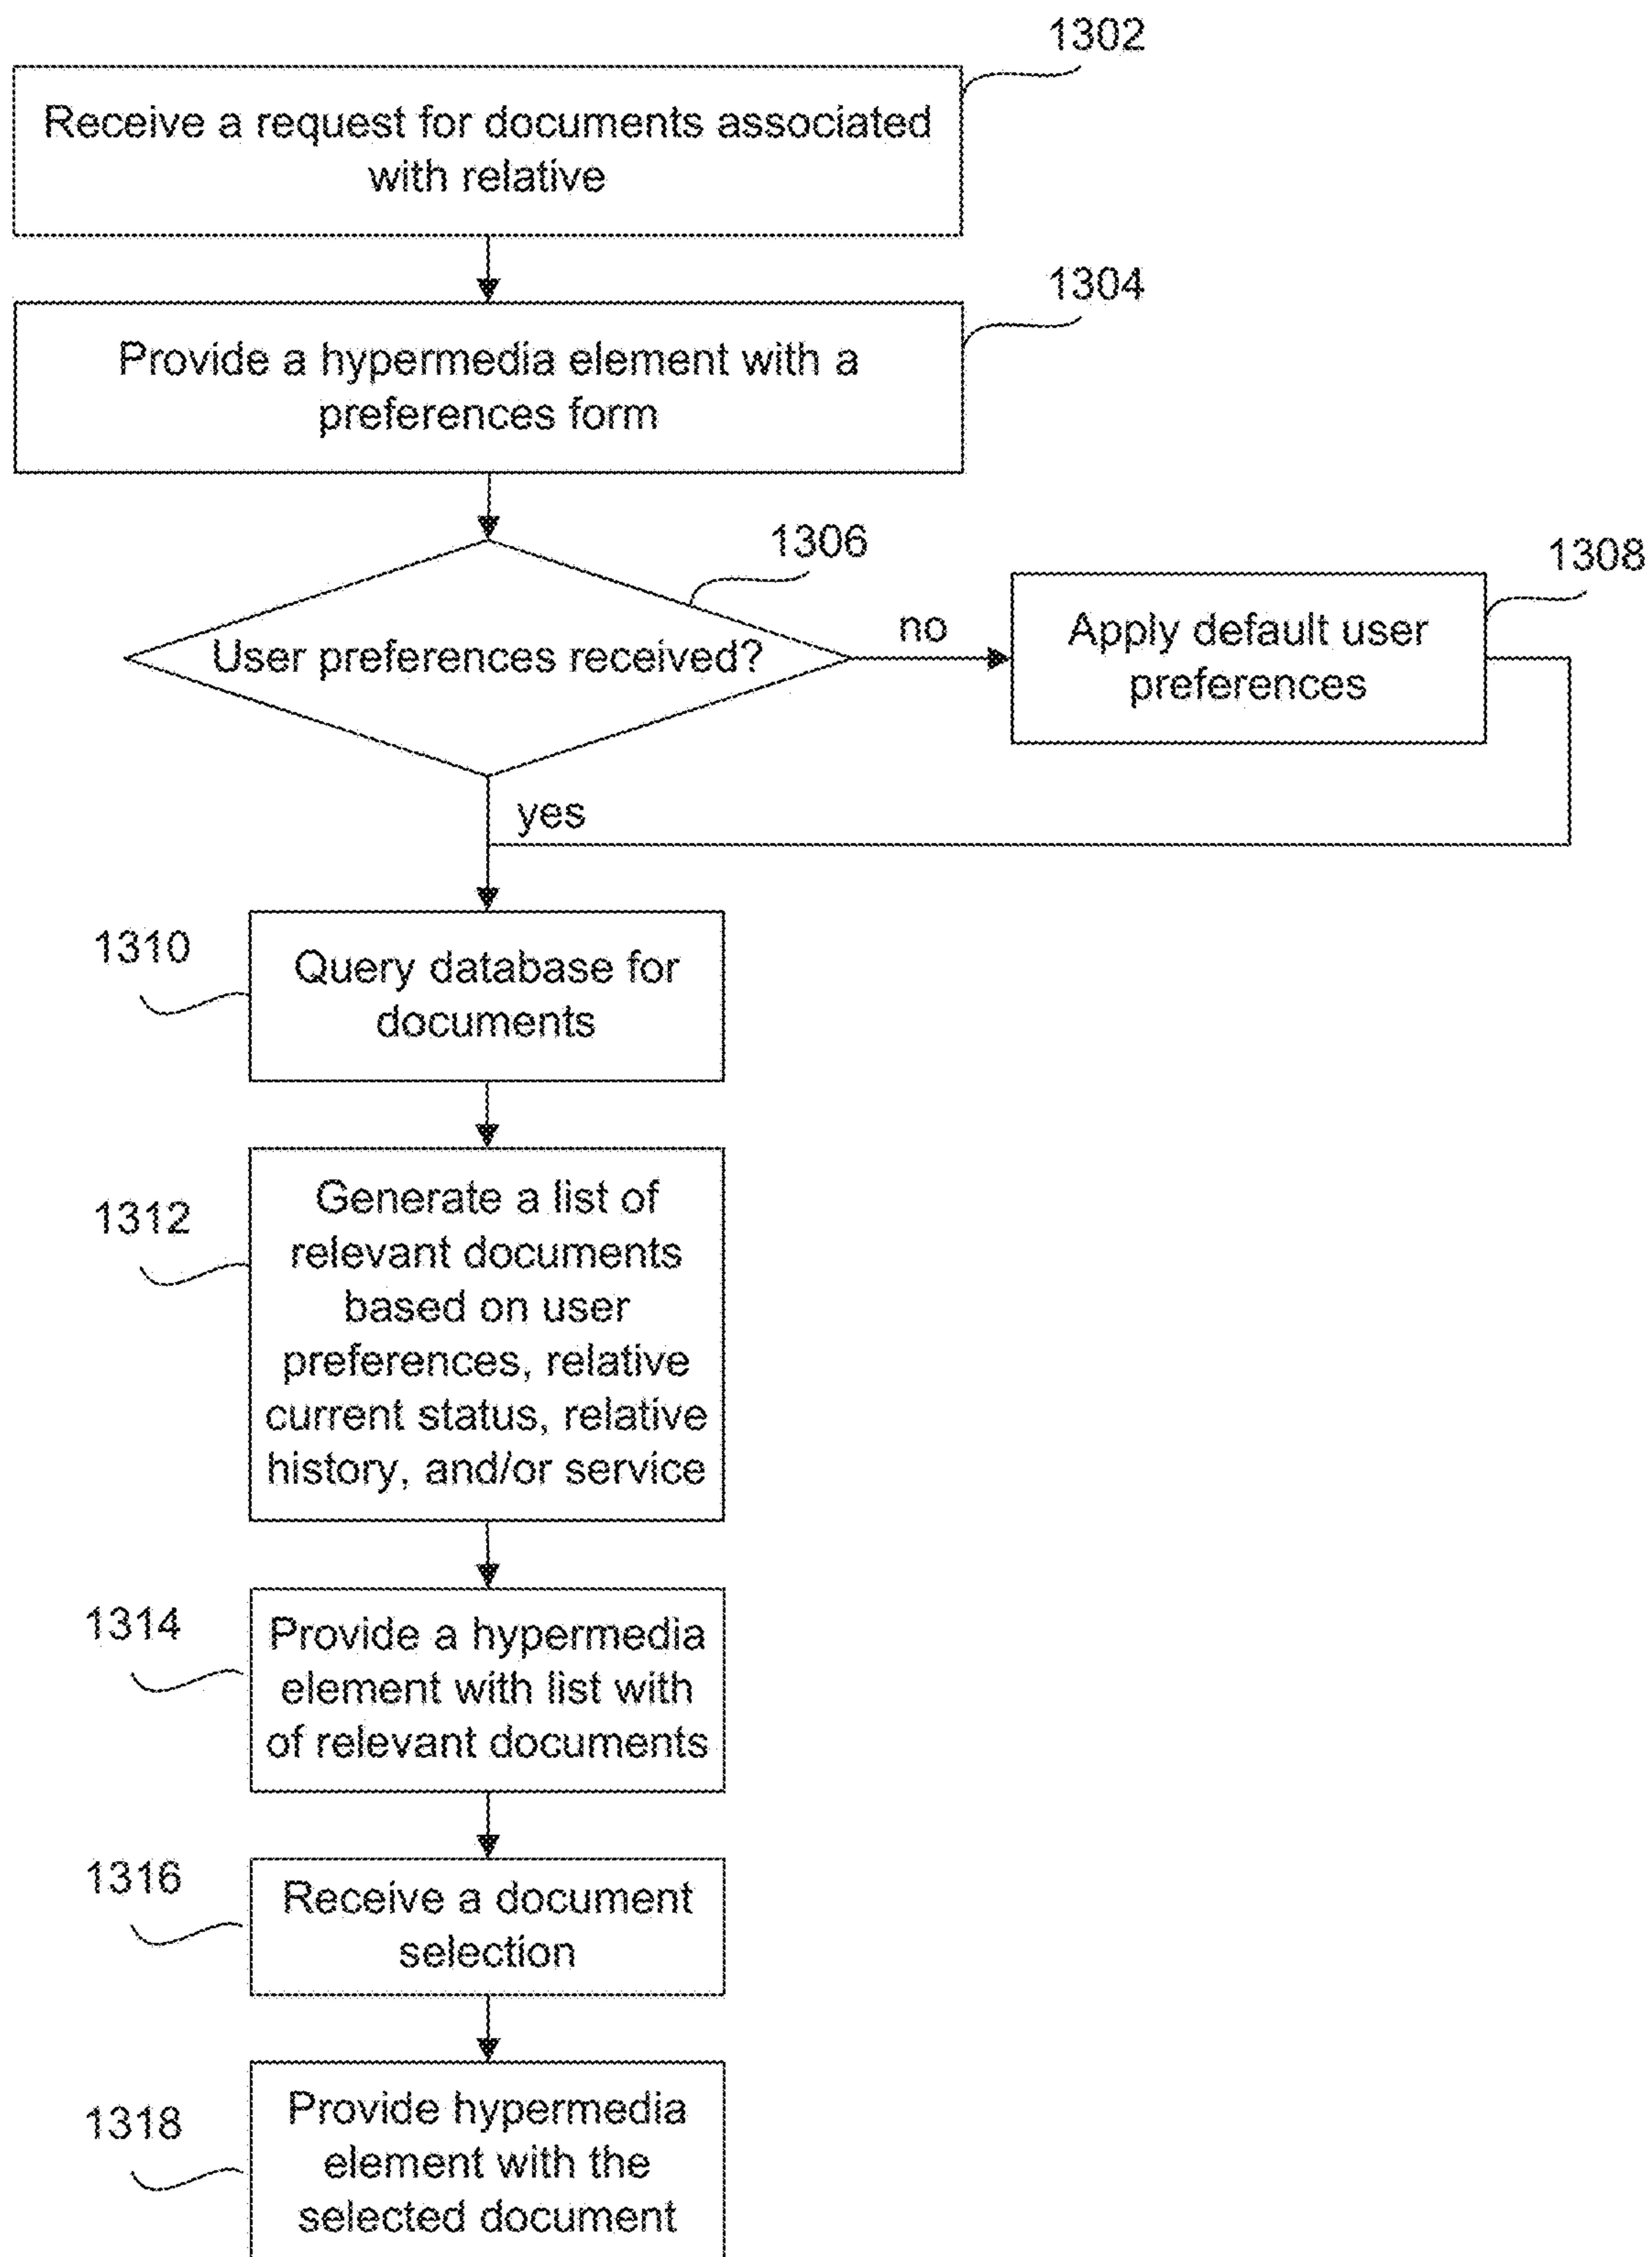 1302
Receive a request for documents associated
with relative
1304
Provide a hypermedia element with a
preferences form
1306
User preferences received?
no
1308
Apply default user
preferences
yes
1310
Query database for
documents
1312
Generate a list of
relevant documents
based on user
preferences, relative
current status, relative
history, and/or service
1314
Provide a hypermedia
element with list with
of relevant documents
1316
Receive a document
selection
1318
Provide hypermedia
element with the
selected document